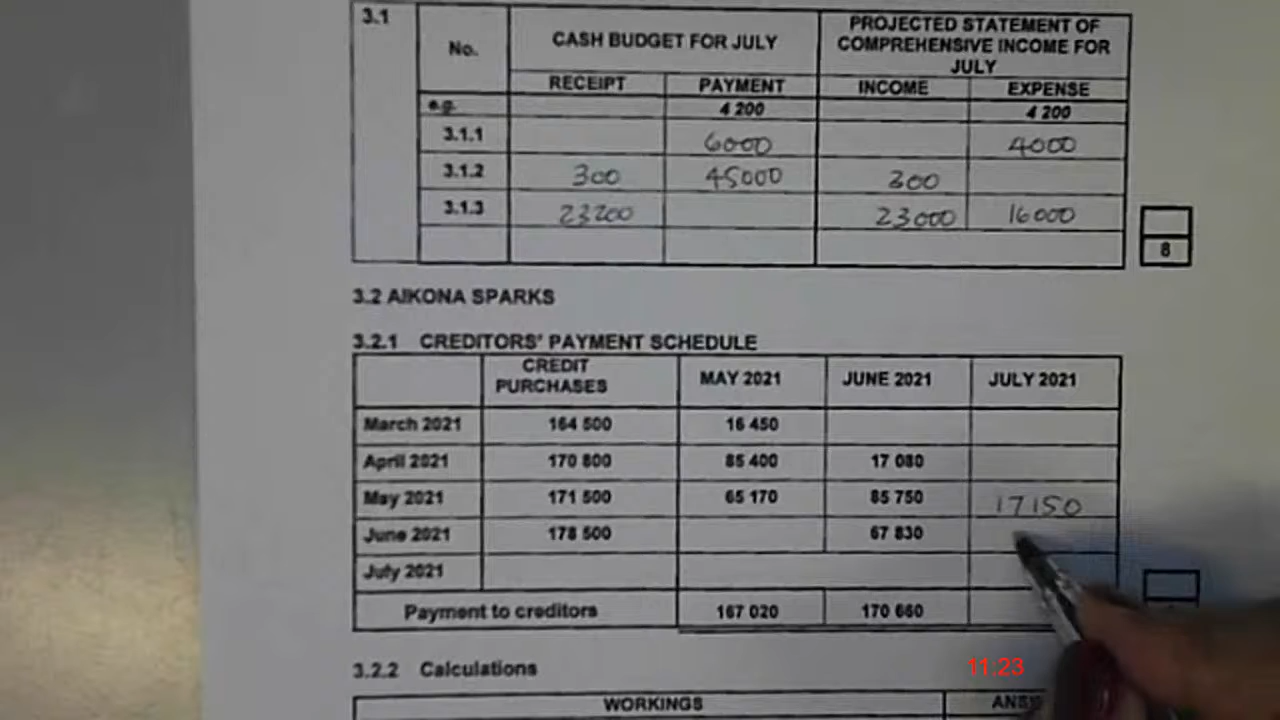 3.1
No.
CASH BUDGET FOR JULY
PROJECTED STATEMENT OF
COMPREHENSIVE INCOME FOR
JULY
RECEIPT PAYMENT INCOME EXPENSE
e.g. 4 200 4 200
3.1.1 6000 4000
3.1.2 300 45000 300
3.1.3 23200 23000 16000
8
3.2 AIKONA SPARKS
3.2.1 CREDITORS' PAYMENT SCHEDULE
CREDIT
PURCHASES MAY 2021 JUNE 2021 JULY 2021
March 2021 164 500 16 450
April 2021 170 800 85 400 17 080
May 2021 171 500 65 170 85 750 17150
June 2021 178 500 67 830
July 2021
Payment to creditors 167 020 170 660
3.2.2 Calculations
11:23
WORKINGS